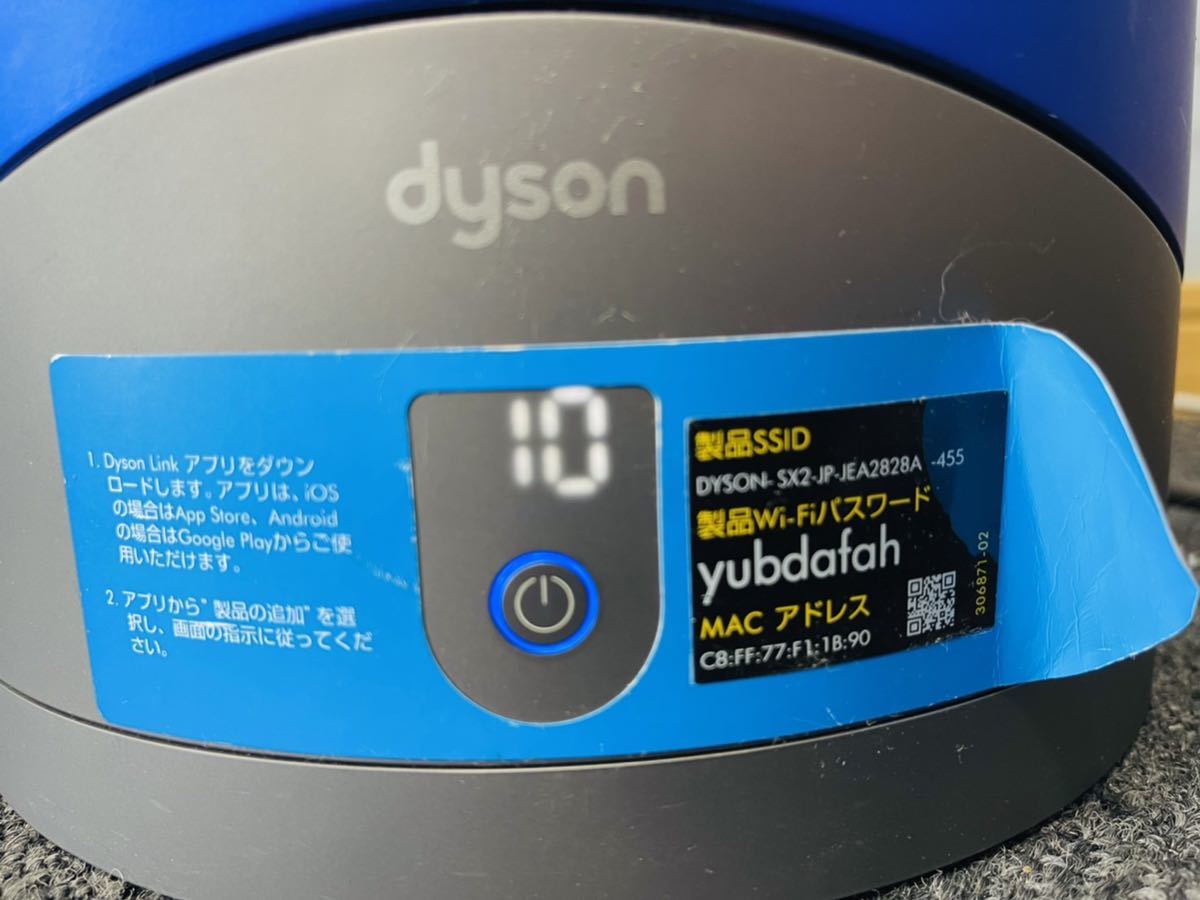 dyson
1. Dyson Link アプリをダウン
ロードします。アプリは、iOS
の場合はApp Store、Android
の場合はGoogle Playからご使
用いただけます。
2. アプリから"製品の追加"を選
択し、画面の指示に従ってくだ
さい。
10
製品SSID
DYSON- SX2-JP-JEA2828A -455
製品Wi-Fiパスワード
yubdafah
MAC アドレス
C8:FF:77:F1:1B:90
306871-02